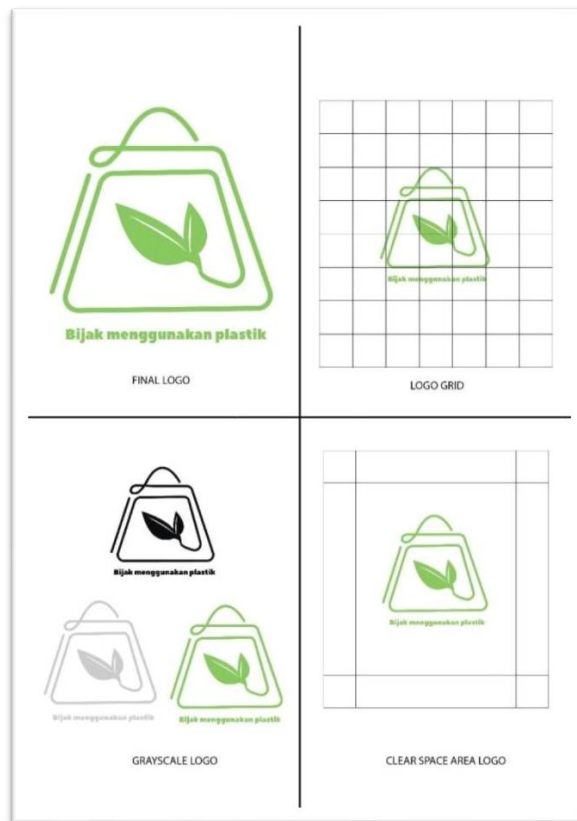 Bijak menggunakan plastik
FINAL LOGO
Bijak menggunakan plastik
LOGO GRID
Bijak menggunakan plastik
Bijak menggunakan plastik
Bijak menggunakan plastik
GRAYSCALE LOGO
Bijak menggunakan plastik
CLEAR SPACE AREA LOGO